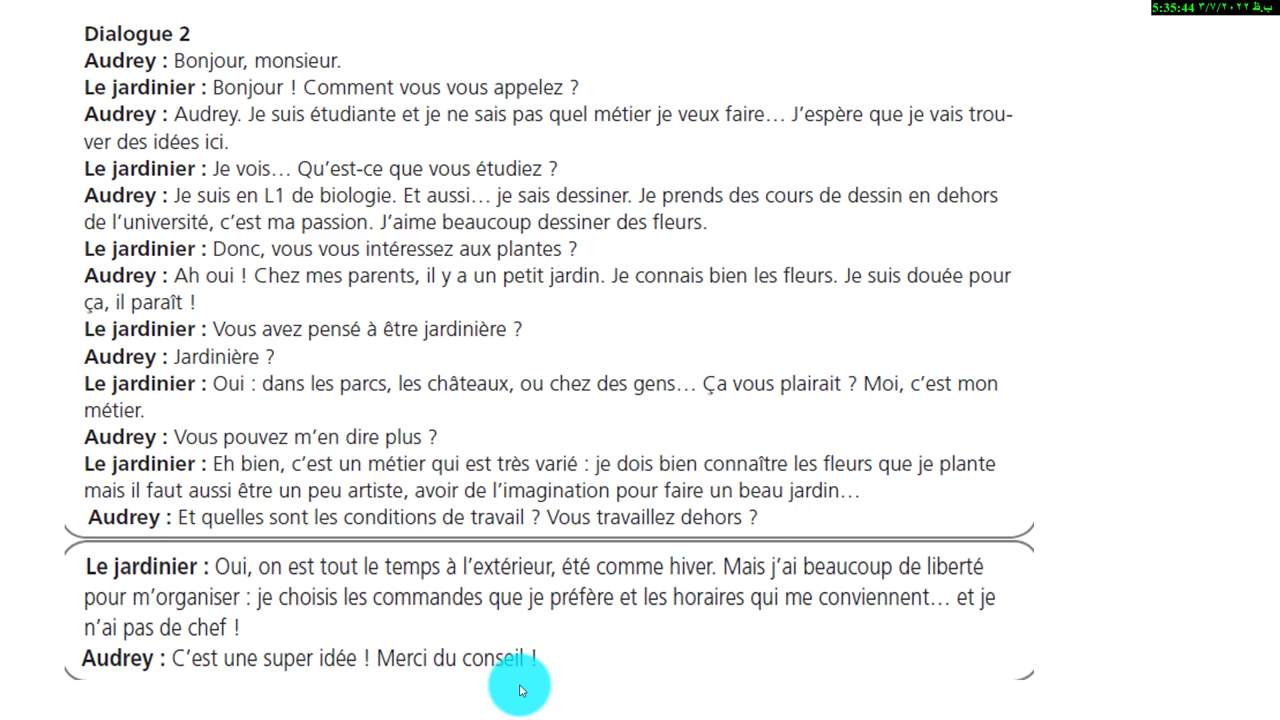 5:35:44 ۳/۷/۲۰۲۲ ب.ظ
Dialogue 2
Audrey : Bonjour, monsieur.
Le jardinier : Bonjour ! Comment vous vous appelez ?
Audrey : Audrey. Je suis étudiante et je ne sais pas quel métier je veux faire… J’espère que je vais trou-
ver des idées ici.
Le jardinier : Je vois… Qu’est-ce que vous étudiez ?
Audrey : Je suis en L1 de biologie. Et aussi… je sais dessiner. Je prends des cours de dessin en dehors
de l’université, c’est ma passion. J’aime beaucoup dessiner des fleurs.
Le jardinier : Donc, vous vous intéressez aux plantes ?
Audrey : Ah oui ! Chez mes parents, il y a un petit jardin. Je connais bien les fleurs. Je suis douée pour
ça, il paraît !
Le jardinier : Vous avez pensé à être jardinière ?
Audrey : Jardinière ?
Le jardinier : Oui : dans les parcs, les châteaux, ou chez des gens… Ça vous plairait ? Moi, c’est mon
métier.
Audrey : Vous pouvez m’en dire plus ?
Le jardinier : Eh bien, c’est un métier qui est très varié : je dois bien connaître les fleurs que je plante
mais il faut aussi être un peu artiste, avoir de l’imagination pour faire un beau jardin…
Audrey : Et quelles sont les conditions de travail ? Vous travaillez dehors ?
Le jardinier : Oui, on est tout le temps à l’extérieur, été comme hiver. Mais j’ai beaucoup de liberté
pour m’organiser : je choisis les commandes que je préfère et les horaires qui me conviennent… et je
n’ai pas de chef !
Audrey : C’est une super idée ! Merci du conseil !